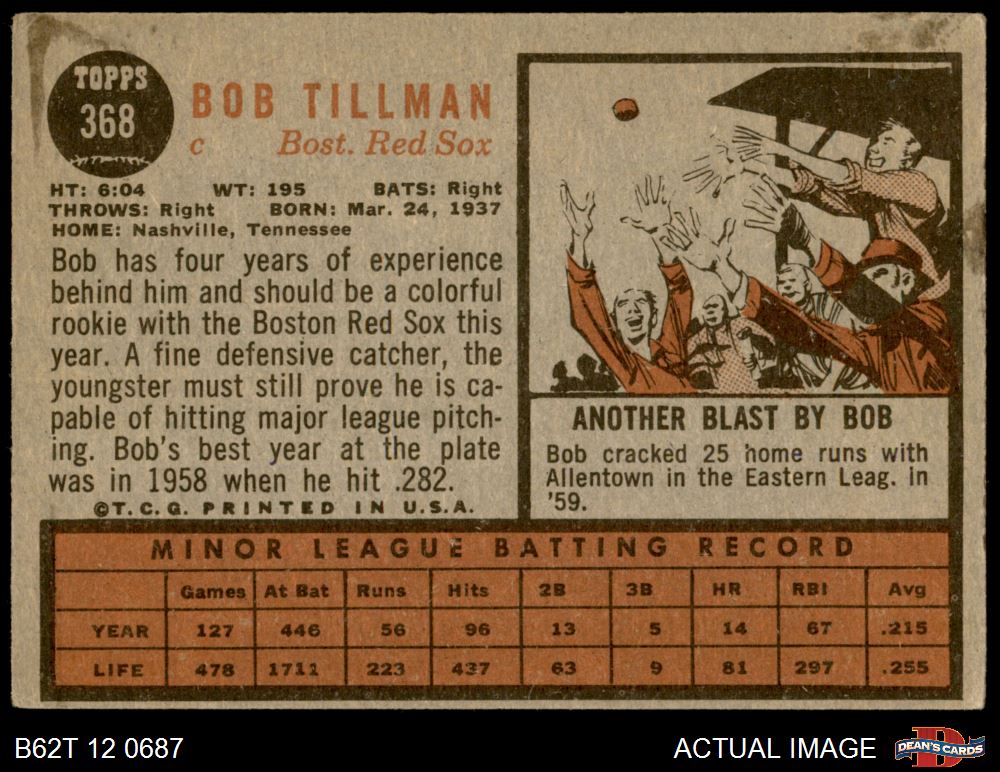 TOPPS
368
BOB TILLMAN
c Bost. Red Sox
HT: 6:04 WT: 195 BATS: Right
THROWS: Right BORN: Mar. 24, 1937
HOME: Nashville, Tennessee
Bob has four years of experience
behind him and should be a colorful
rookie with the Boston Red Sox this
year. A fine defensive catcher, the
youngster must still prove he is ca-
pable of hitting major league pitch-
ing. Bob's best year at the plate
was in 1958 when he hit .282.
©T.C.G. PRINTED IN U.S.A.
ANOTHER BLAST BY BOB
Bob cracked 25 home runs with
Allentown in the Eastern Leag. in
'59.
MINOR LEAGUE BATTING RECORD
Games At Bat Runs Hits 2B 3B HR RBI Avg
YEAR 127 446 56 96 13 5 14 67 .215
LIFE 478 1711 223 437 63 9 81 297 .255
B62T 12 0687
ACTUAL IMAGE
D
DEAN'S CARDS